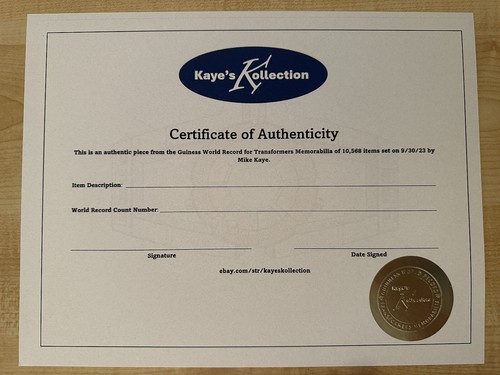 Kaye's Kollection
Certificate of Authenticity
This is an authentic piece from the Guiness World Record for Transformers Memorabilia of 10,568 items set on 9/30/23 by
Mike Kaye.
Item Description:
World Record Count Number:
Signature Date Signed
ebay.com/str/kayeskollection
Kaye's
Kollection